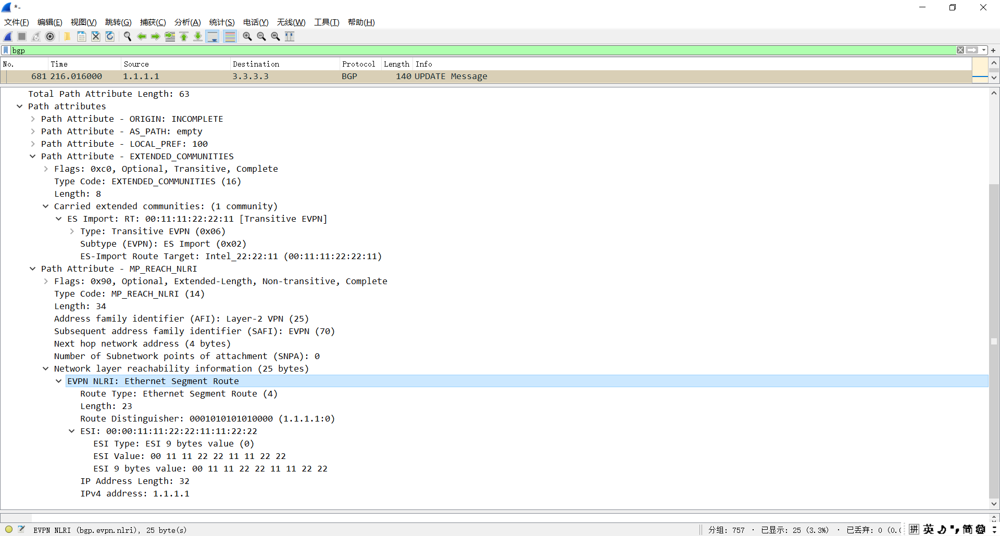 *-
文件(F) 编辑(E) 视图(V) 跳转(G) 捕获(C) 分析(A) 统计(S) 电话(Y) 无线(W) 工具(T) 帮助(H)
bgp
No. Time Source Destination Protocol Length Info
681 216.016000 1.1.1.1 3.3.3.3 BGP 140 UPDATE Message
Total Path Attribute Length: 63
Path attributes
Path Attribute - ORIGIN: INCOMPLETE
Path Attribute - AS_PATH: empty
Path Attribute - LOCAL_PREF: 100
Path Attribute - EXTENDED_COMMUNITIES
Flags: 0xc0, Optional, Transitive, Complete
Type Code: EXTENDED_COMMUNITIES (16)
Length: 8
Carried extended communities: (1 community)
ES Import: RT: 00:11:11:22:22:11 [Transitive EVPN]
Type: Transitive EVPN (0x06)
Subtype (EVPN): ES Import (0x02)
ES-Import Route Target: Intel_22:22:11 (00:11:11:22:22:11)
Path Attribute - MP_REACH_NLRI
Flags: 0x90, Optional, Extended-Length, Non-transitive, Complete
Type Code: MP_REACH_NLRI (14)
Length: 34
Address family identifier (AFI): Layer-2 VPN (25)
Subsequent address family identifier (SAFI): EVPN (70)
Next hop network address (4 bytes)
Number of Subnetwork points of attachment (SNPA): 0
Network layer reachability information (25 bytes)
EVPN NLRI: Ethernet Segment Route
Route Type: Ethernet Segment Route (4)
Length: 23
Route Distinguisher: 0001010101010000 (1.1.1.1:0)
ESI: 00:00:11:11:22:22:11:11:22:22
ESI Type: ESI 9 bytes value (0)
ESI Value: 00 11 11 22 22 11 11 22 22
ESI 9 bytes value: 00 11 11 22 22 11 11 22 22
IP Address Length: 32
IPv4 address: 1.1.1.1
EVPN NLRI (bgp.evpn.nlri), 25 byte(s) 分组: 757 · 已显示: 25 (3.3%) · 已丢弃: 0 (0.0 拼 英 简